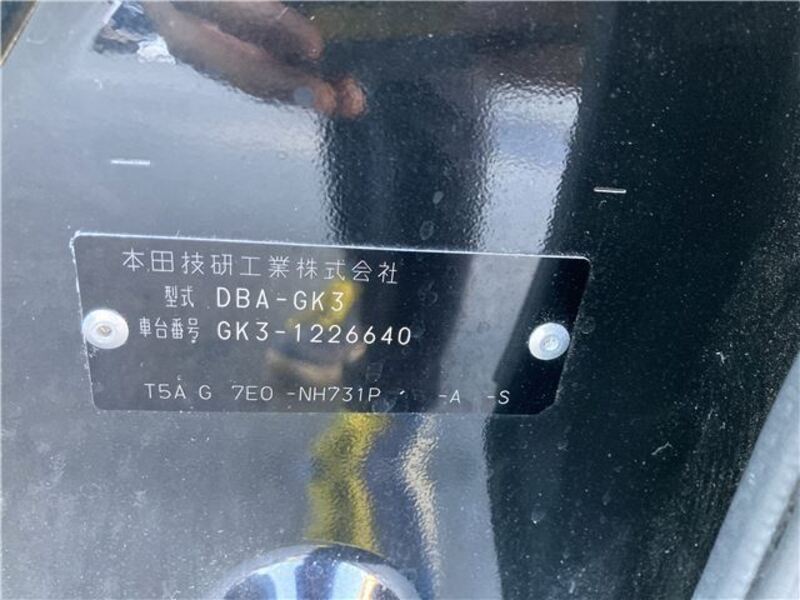 本田技研工業株式会社
型式 DBA-GK3
車台番号 GK3-1226640
T5A G 7E0 -NH731P -A -S